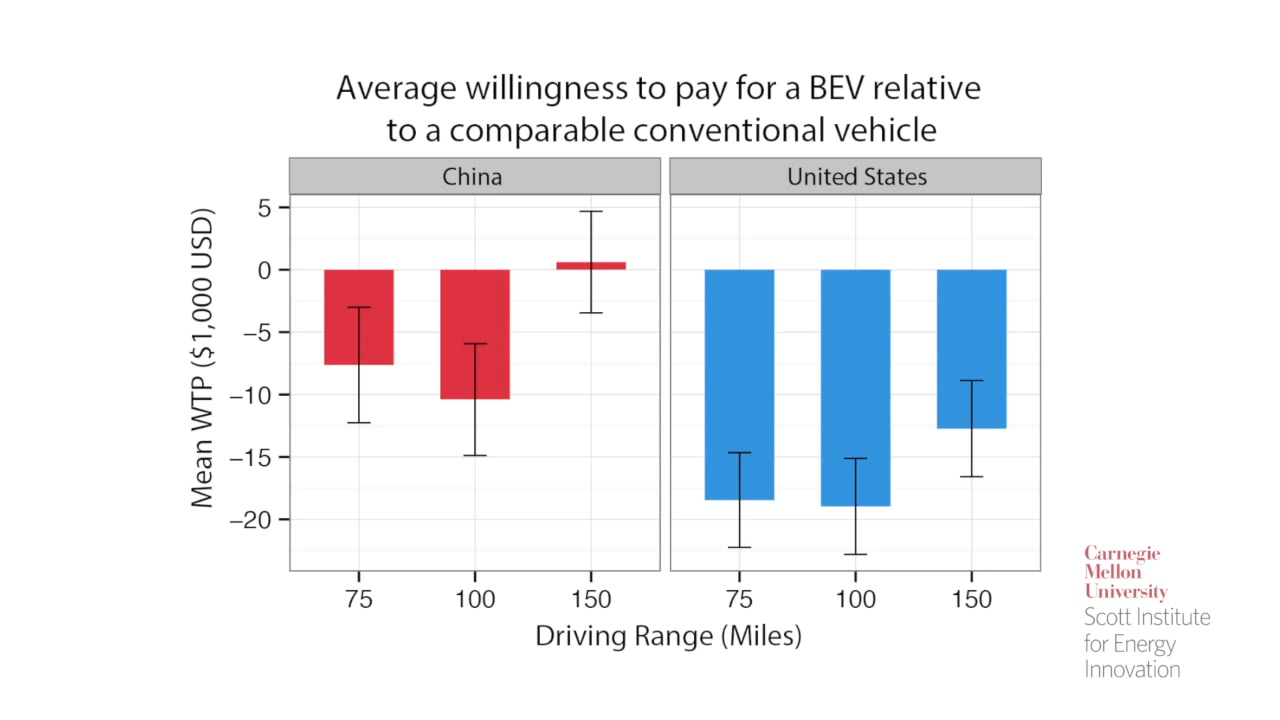 Average willingness to pay for a BEV relative
to a comparable conventional vehicle
China
United States
Mean WTP ($1,000 USD)
5
0
−5
−10
−15
−20
75
100
150
75
100
150
Driving Range (Miles)
Carnegie
Mellon
University
Scott Institute
for Energy
Innovation